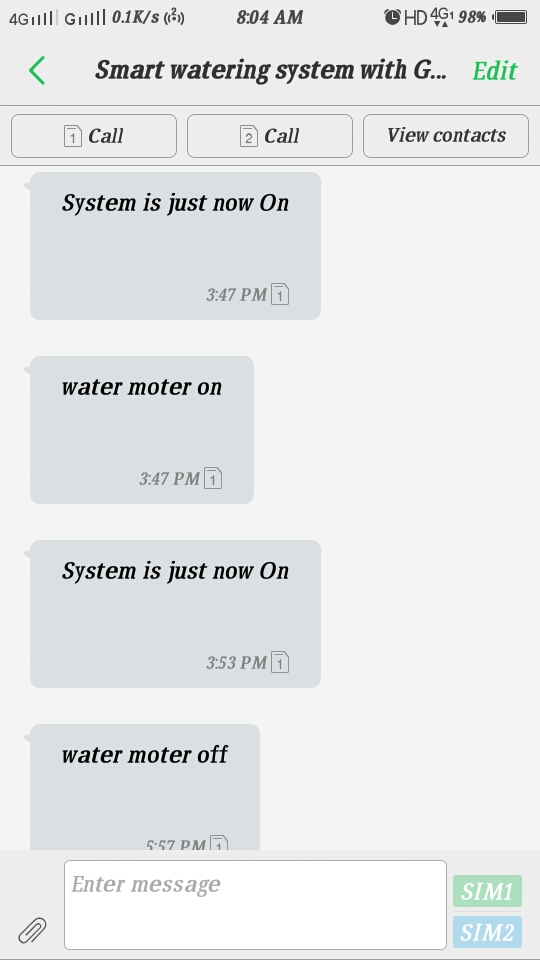 4G G 0.1K/s 2 8:04 AM HD 4G1 98%
Smart watering system with G... Edit
1 Call 2 Call View contacts
System is just now On
3:47 PM 1
water moter on
3:47 PM 1
System is just now On
3:53 PM 1
water moter off
5:57 PM 1
Enter message SIM1
SIM2